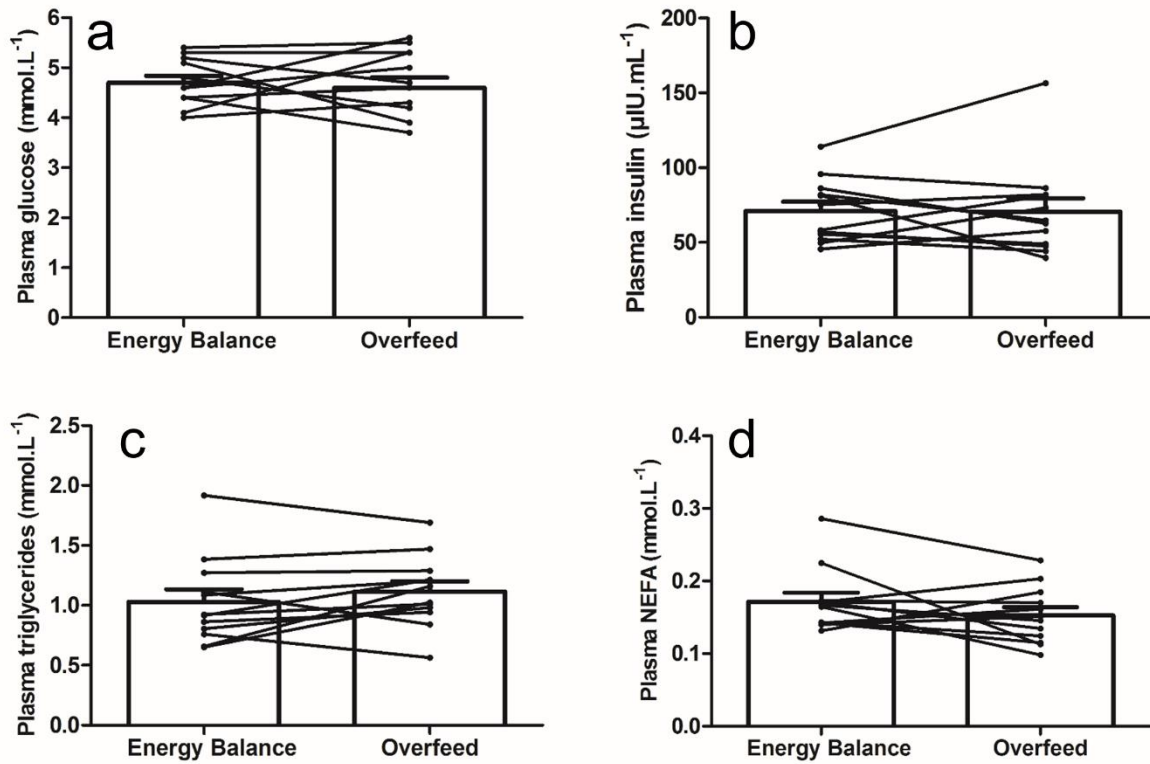 a
Plasma glucose (mmol.L⁻¹)
6
5
4
3
2
1
0
Energy Balance Overfeed
b
Plasma insulin (µIU.mL⁻¹)
200
150
100
50
0
Energy Balance Overfeed
c
Plasma triglycerides (mmol.L⁻¹)
2.5
2.0
1.5
1.0
0.5
0.0
Energy Balance Overfeed
d
Plasma NEFA (mmol.L⁻¹)
0.4
0.3
0.2
0.1
0.0
Energy Balance Overfeed